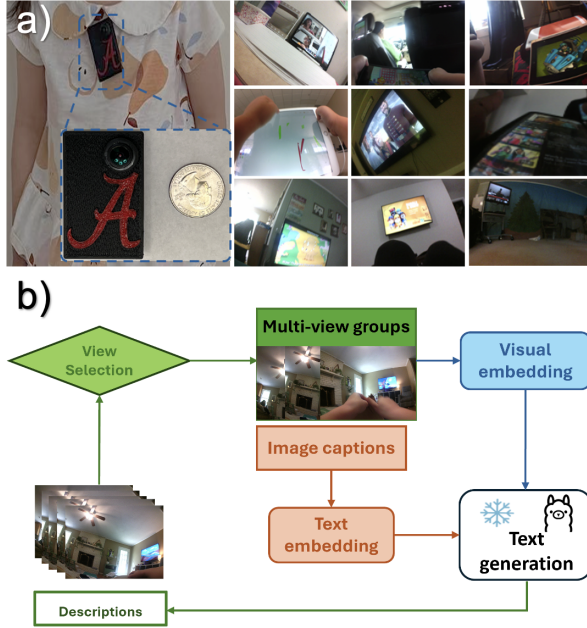 a)
A
A
b)
View
Selection
Multi-view groups
Visual
embedding
Image captions
Text
embedding
Text
generation
Descriptions